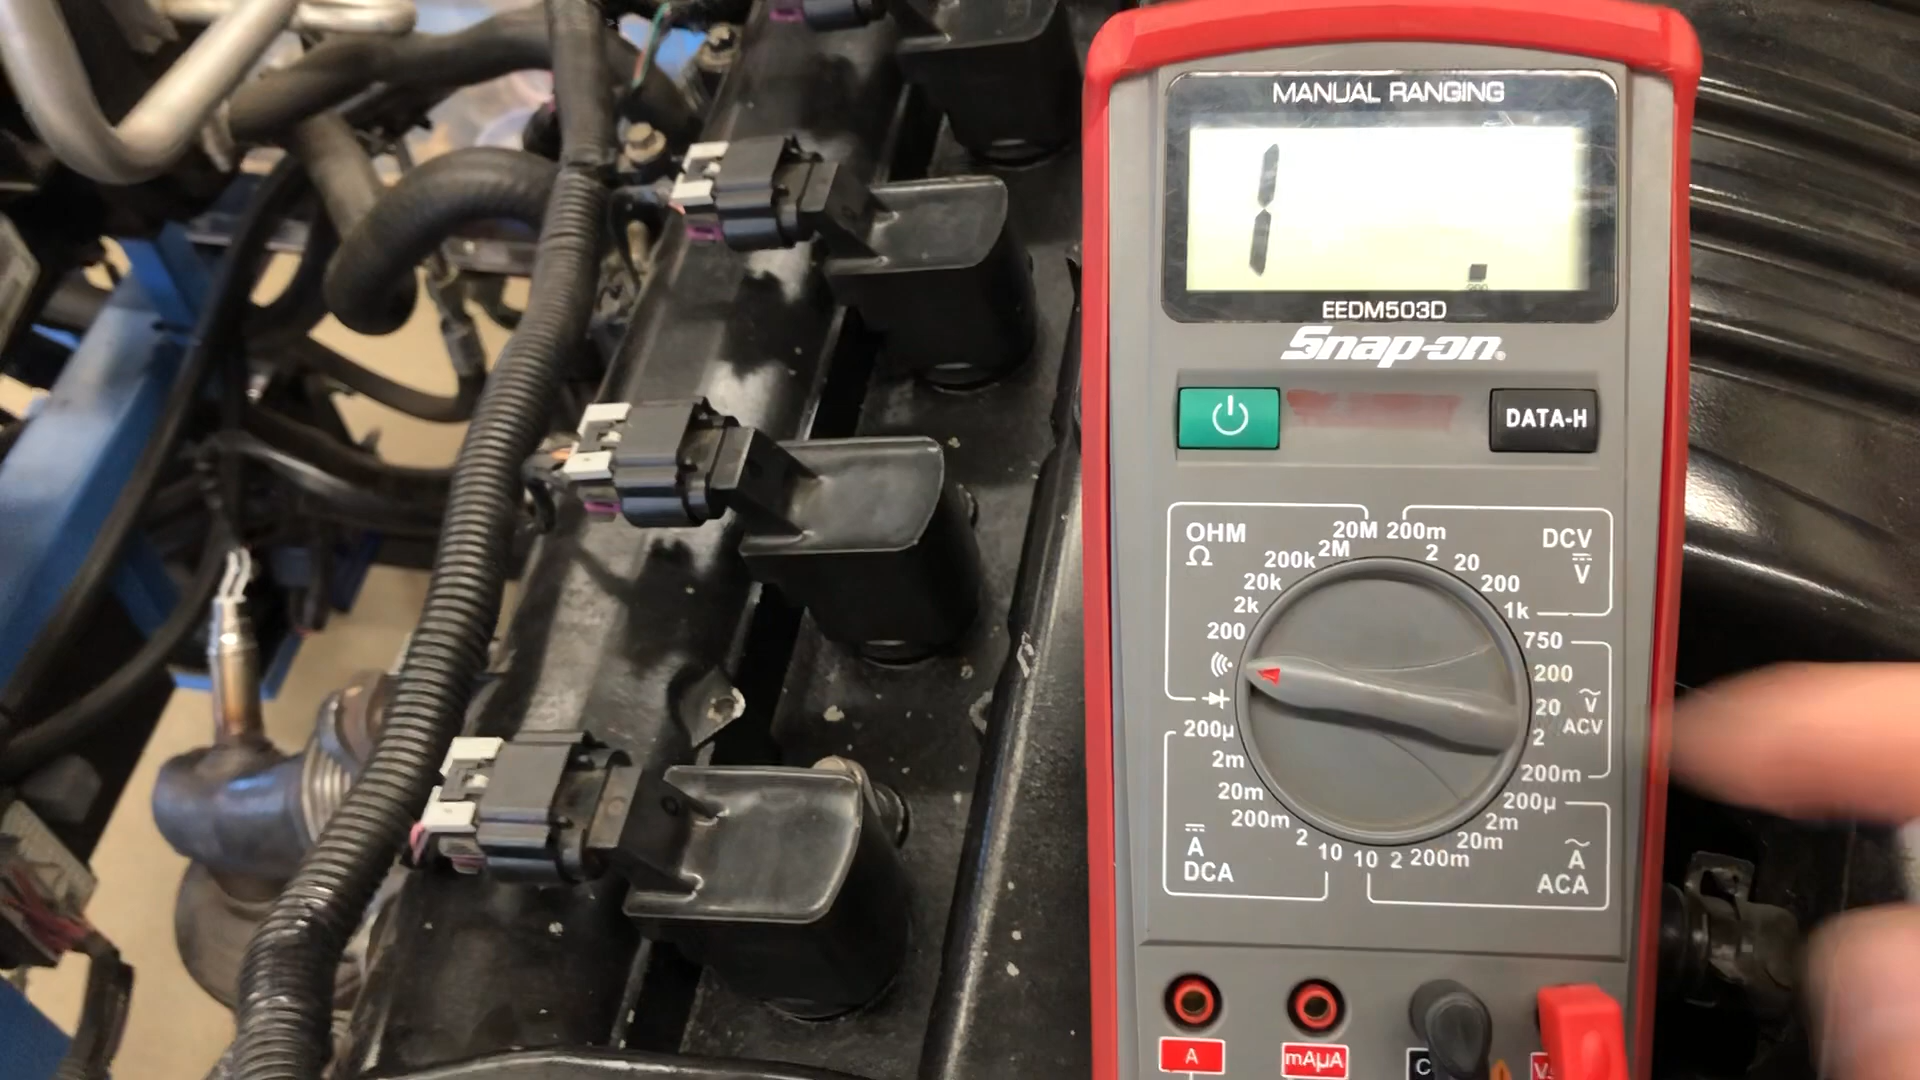 MANUAL RANGING
1
EEDM503D
Snap-on
DATA-H
OHM
Ω
20M
200m
DCV
V
2M
2
200k
20
20k
200
2k
1k
200
750
200
20
V
ACV
2
200m
200µ
2m
20m
200m
2
10
A
DCA
200µ
2m
20m
200m
2
10
A
ACA
A
mAµA
C
V